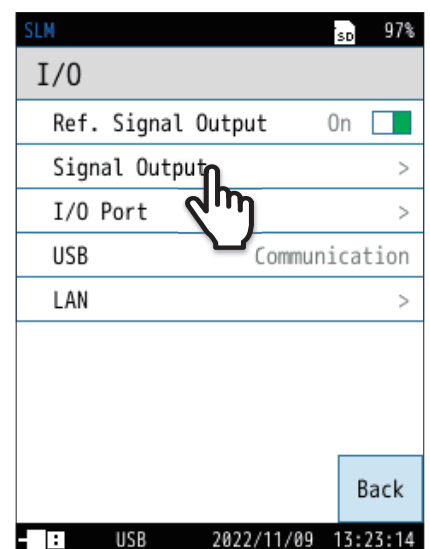 SLM SD 97%
I/O
Ref. Signal Output On
Signal Output >
I/O Port >
USB Communication
LAN >
Back
USB 2022/11/09 13:23:14